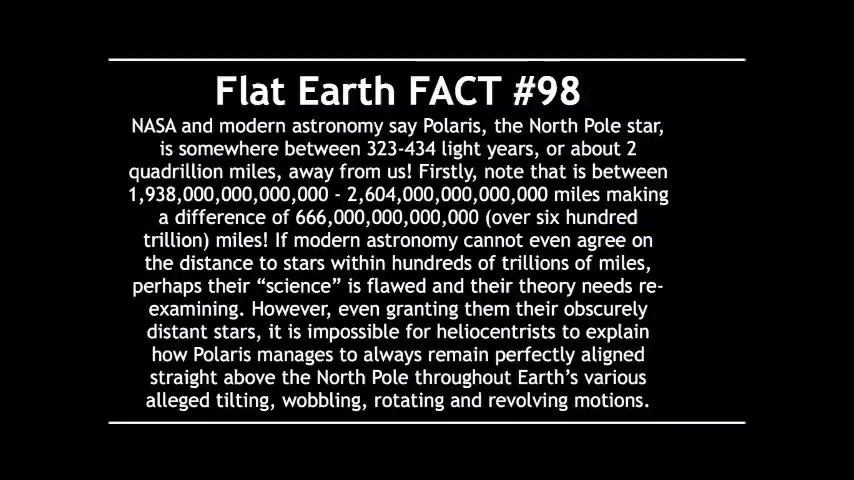 Flat Earth FACT #98
NASA and modern astronomy say Polaris, the North Pole star,
is somewhere between 323-434 light years, or about 2
quadrillion miles, away from us! Firstly, note that is between
1,938,000,000,000,000 - 2,604,000,000,000,000 miles making
a difference of 666,000,000,000,000 (over six hundred
trillion) miles! If modern astronomy cannot even agree on
the distance to stars within hundreds of trillions of miles,
perhaps their “science” is flawed and their theory needs re-
examining. However, even granting them their obscurely
distant stars, it is impossible for heliocentrists to explain
how Polaris manages to always remain perfectly aligned
straight above the North Pole throughout Earth’s various
alleged tilting, wobbling, rotating and revolving motions.